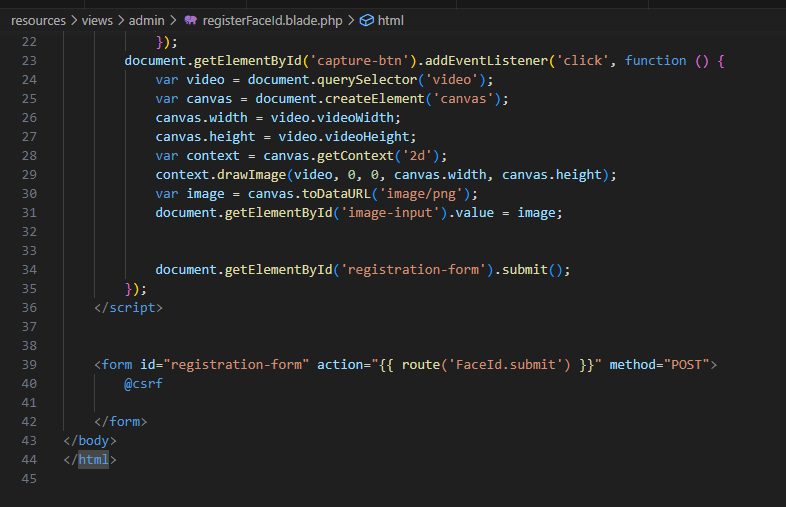 resources > views > admin > registerFaceId.blade.php > html
22 });
23 document.getElementById('capture-btn').addEventListener('click', function () {
24 var video = document.querySelector('video');
25 var canvas = document.createElement('canvas');
26 canvas.width = video.videoWidth;
27 canvas.height = video.videoHeight;
28 var context = canvas.getContext('2d');
29 context.drawImage(video, 0, 0, canvas.width, canvas.height);
30 var image = canvas.toDataURL('image/png');
31 document.getElementById('image-input').value = image;
32
33
34 document.getElementById('registration-form').submit();
35 });
36 </script>
37
38
39 <form id="registration-form" action="{{ route('FaceId.submit') }}" method="POST">
40 @csrf
41
42 </form>
43 </body>
44 </html>
45